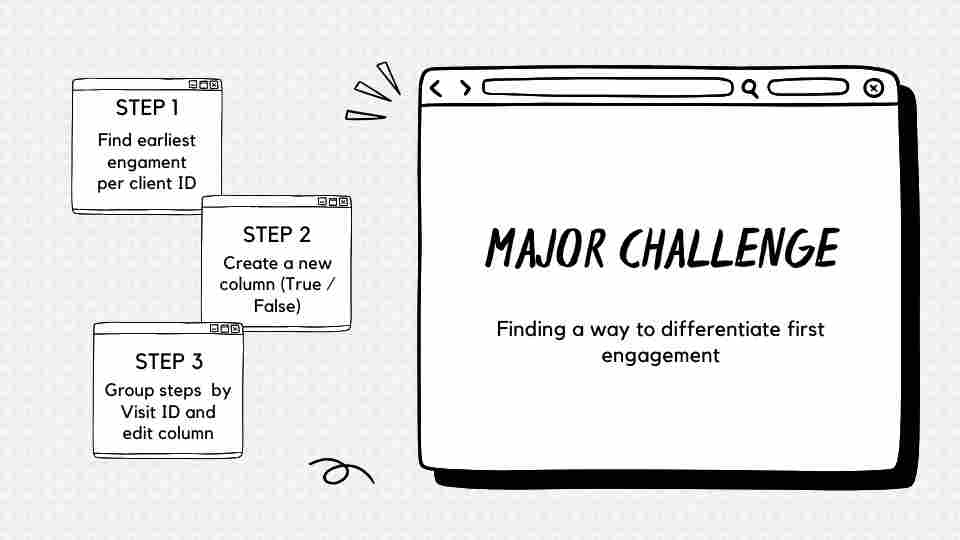 STEP 1
Find earliest
engament
per client ID
STEP 2
Create a new
column (True /
False)
STEP 3
Group steps by
Visit ID and
edit column
MAJOR CHALLENGE
Finding a way to differentiate first
engagement